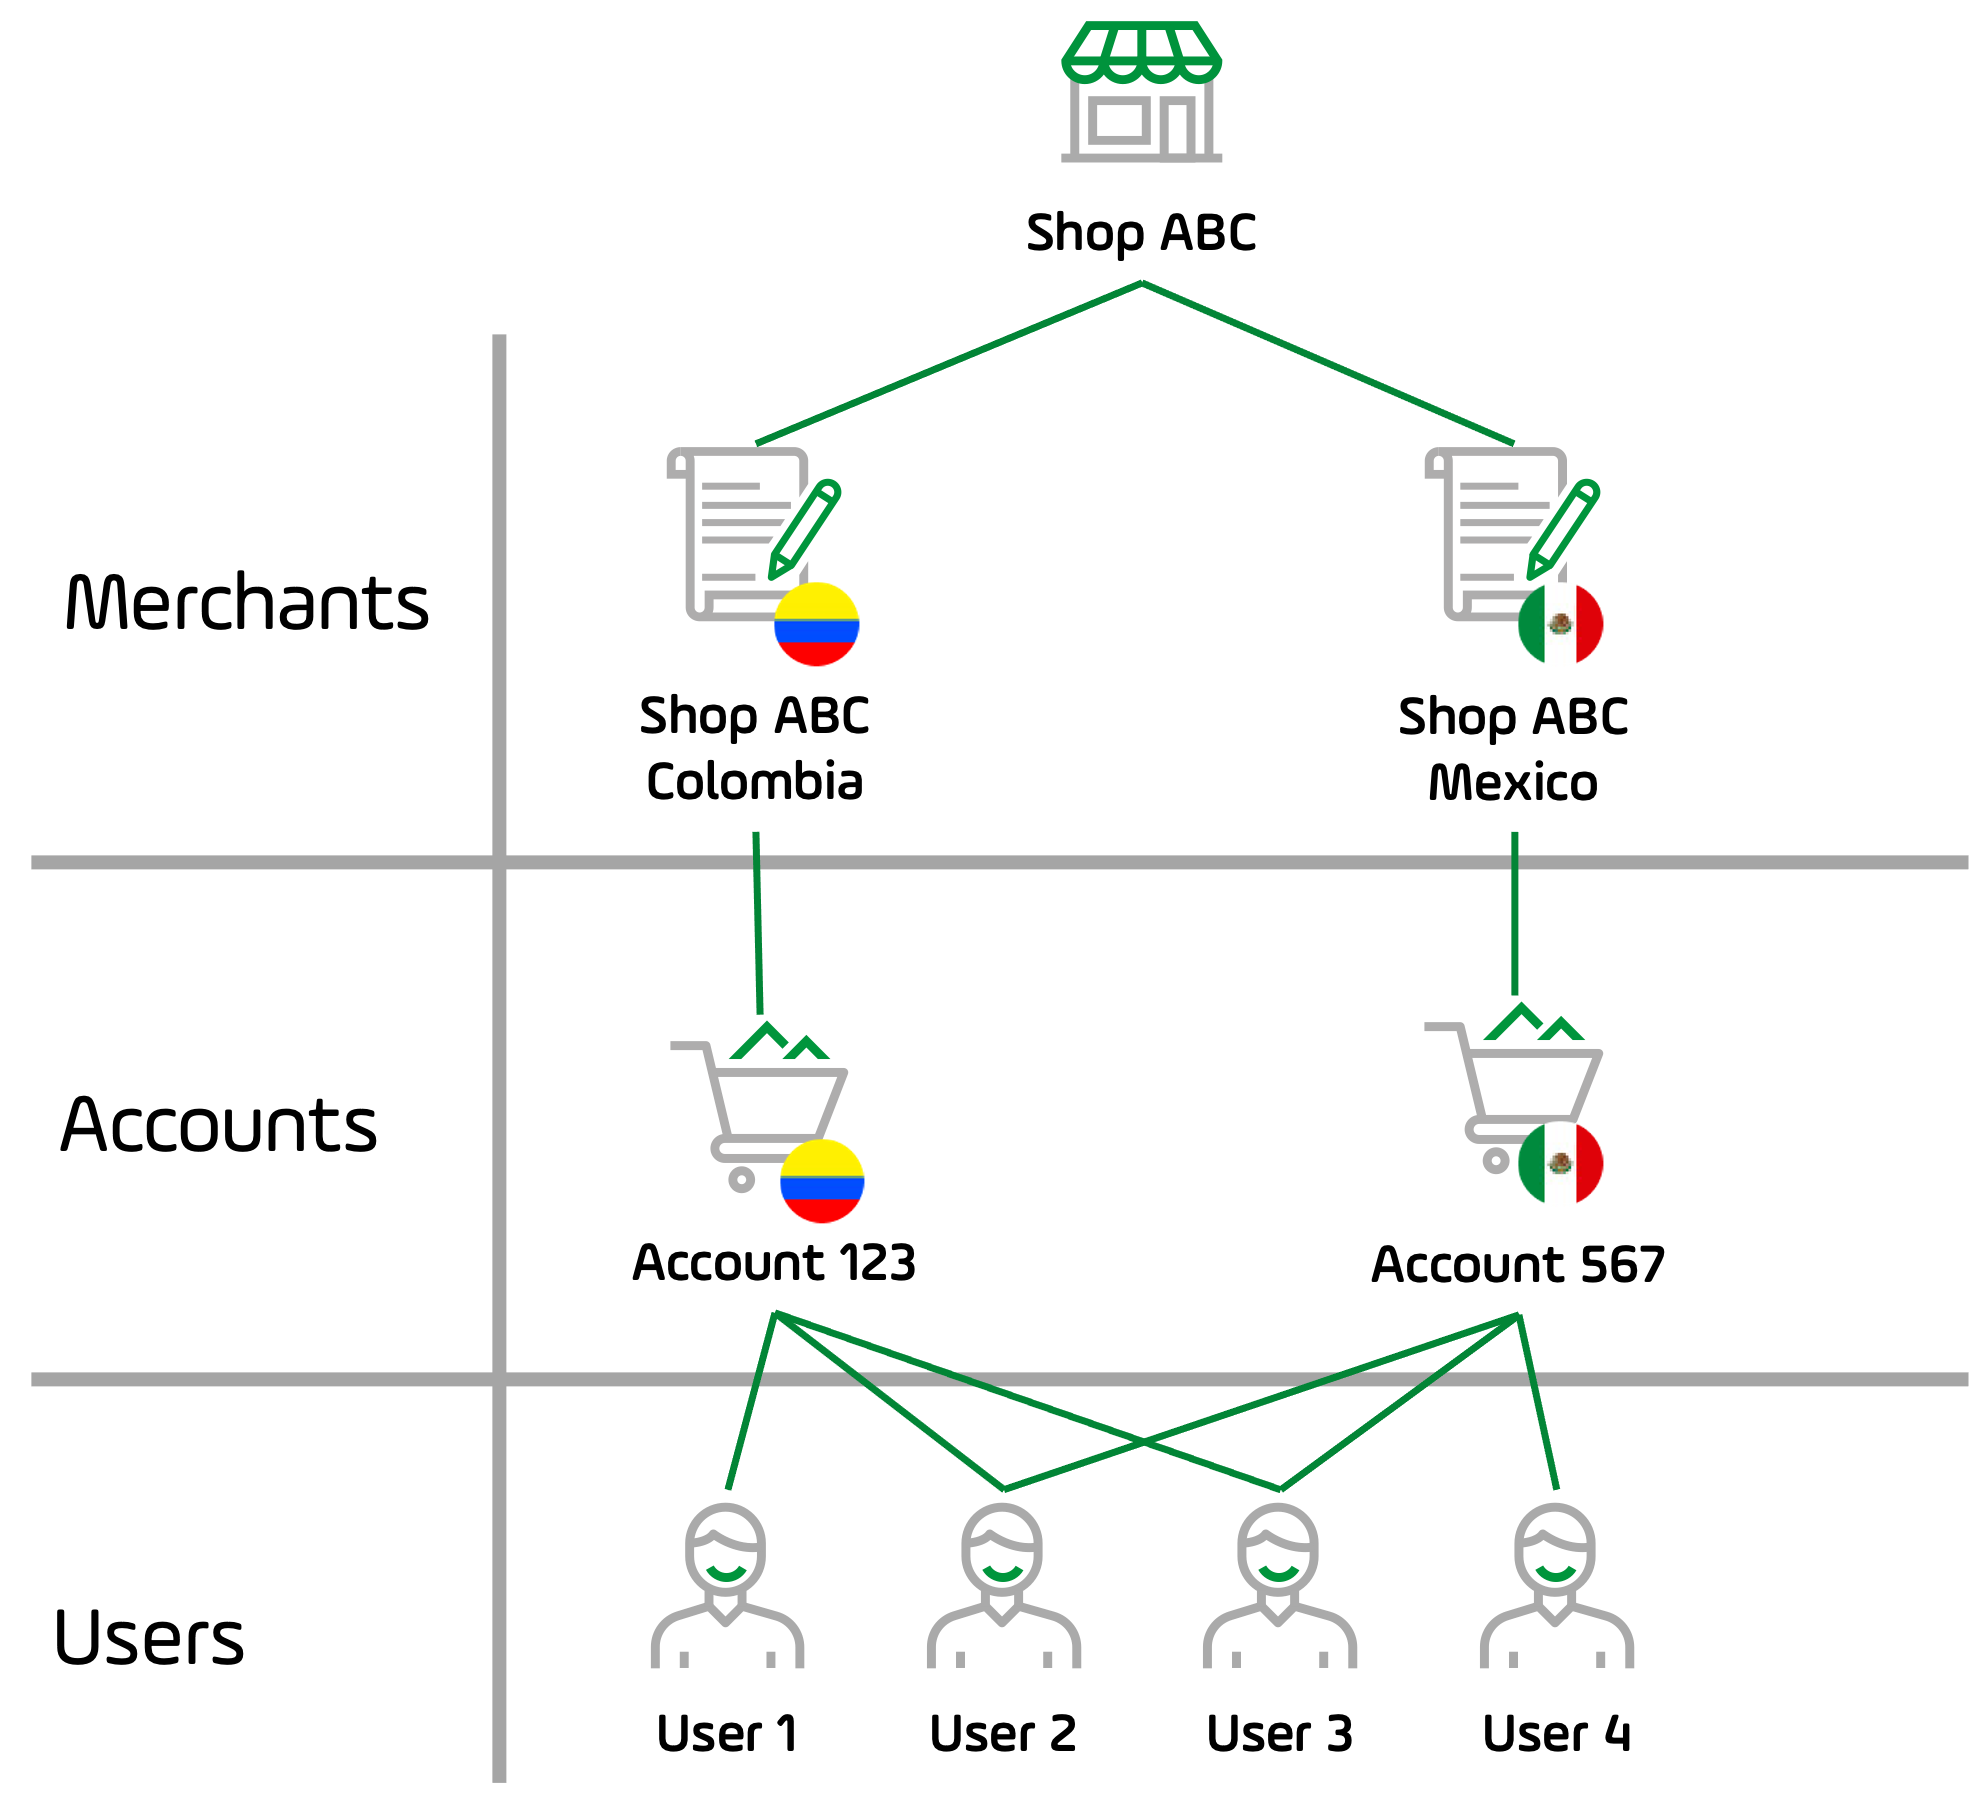 Shop ABC
Merchants
Shop ABC
Colombia
Shop ABC
Mexico
Accounts
Account 123
Account 567
Users
User 1
User 2
User 3
User 4